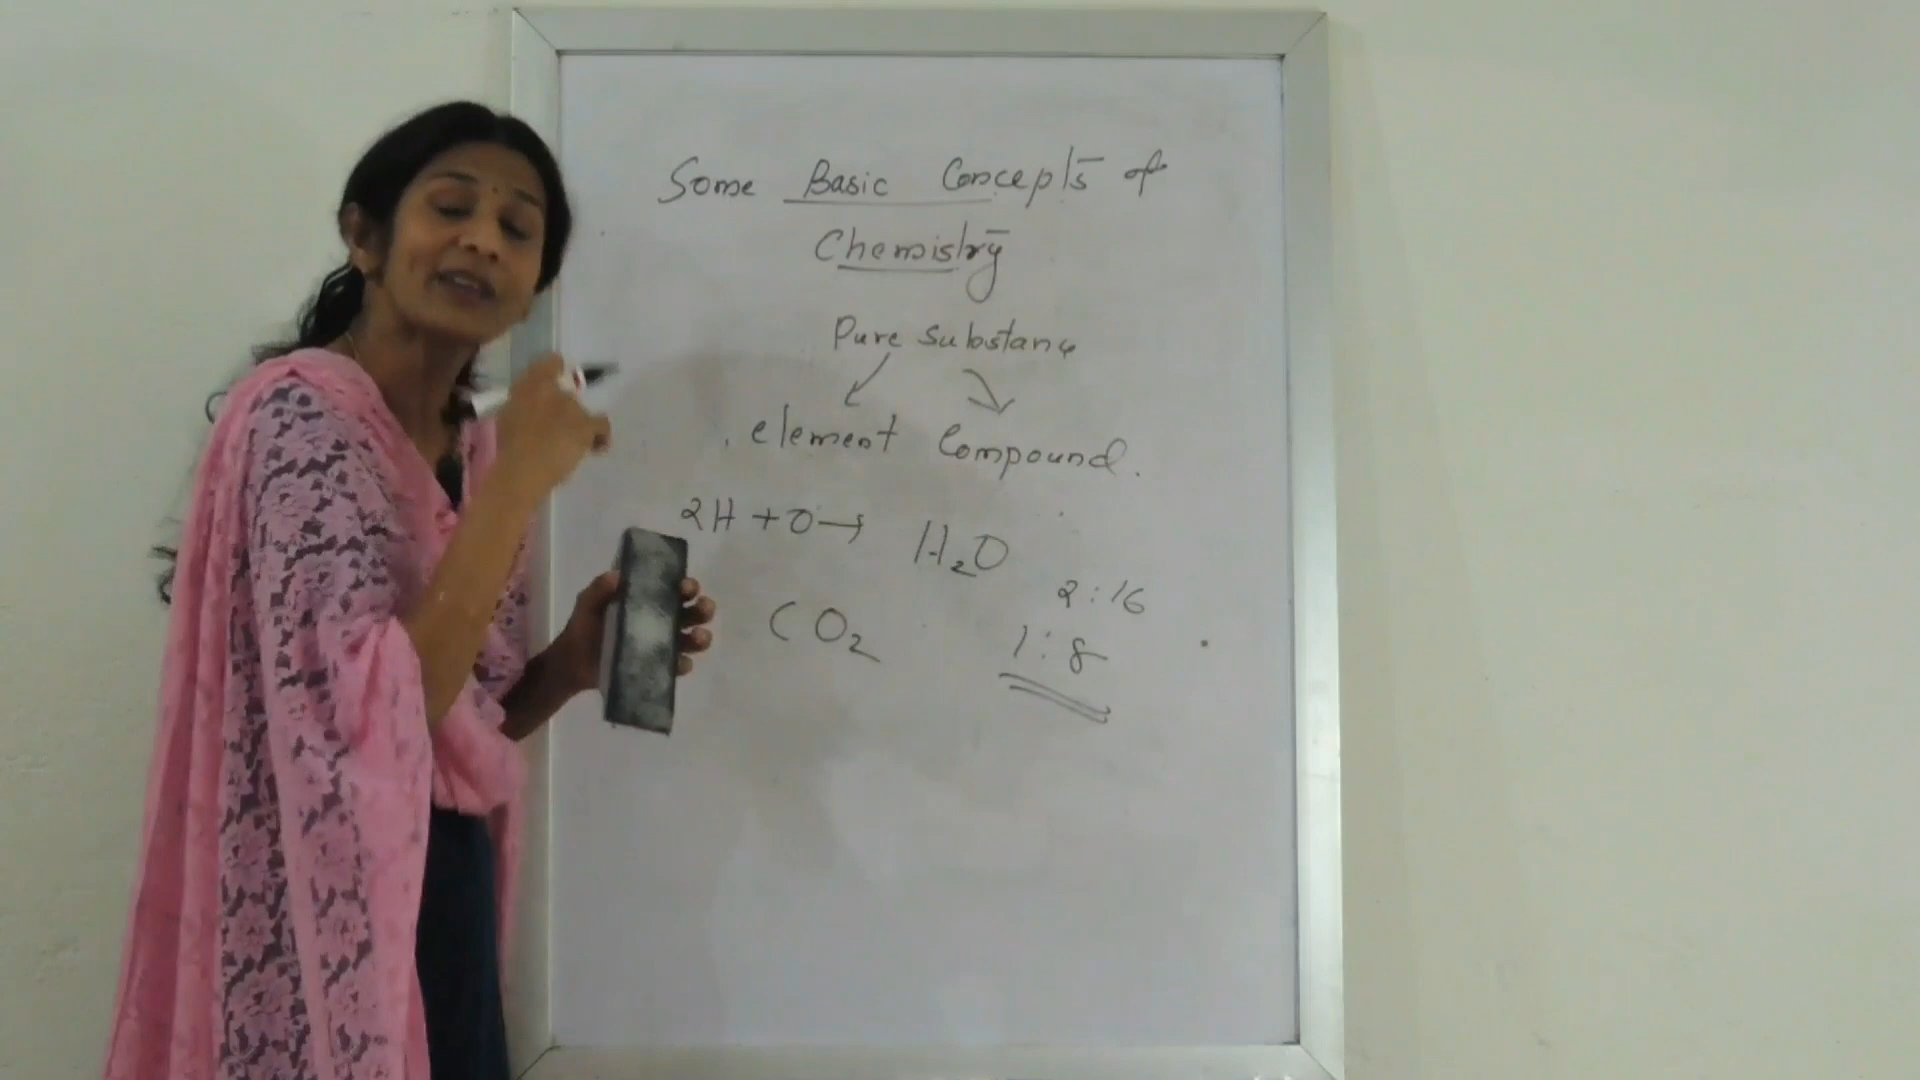 Some Basic Concepts of
Chemistry
Pure Substance
element Compound.
2H + O → H₂O
2:16
CO₂
1:8